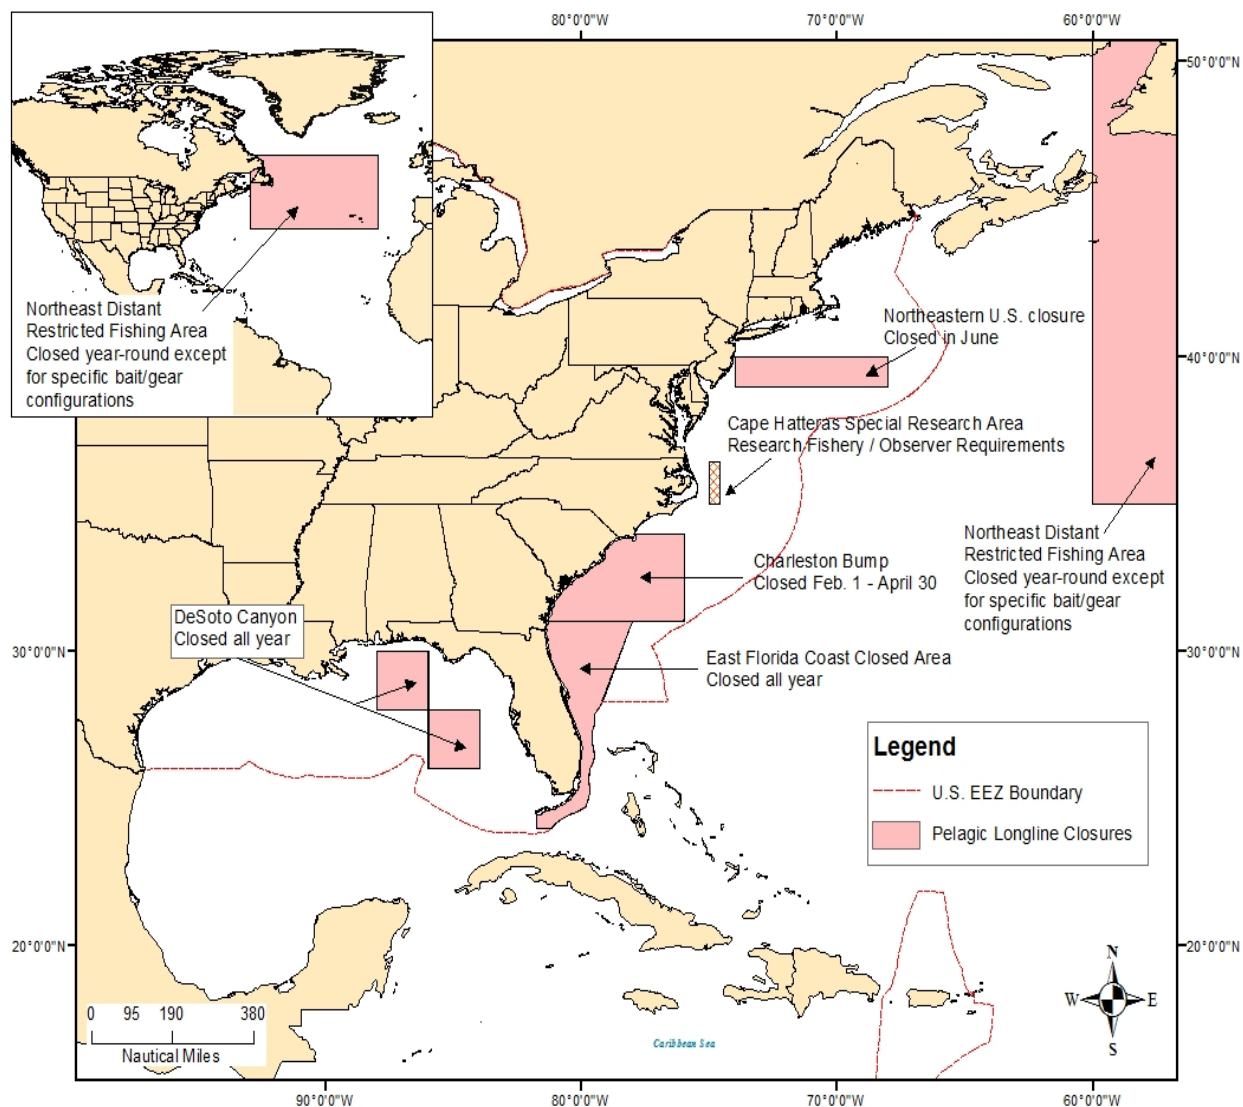 80°0'0"W
70°0'0"W
60°0'0"W
50°0'0"N
Northeast Distant
Restricted Fishing Area
Closed year-round except
for specific bait/gear
configurations
Northeastern U.S. closure
Closed in June
40°0'0"N
Cape Hatteras Special Research Area
Research Fishery / Observer Requirements
Northeast Distant
Restricted Fishing Area
Closed year-round except
for specific bait/gear
configurations
Charleston Bump
Closed Feb. 1 - April 30
DeSoto Canyon
Closed all year
30°0'0"N
30°0'0"N
East Florida Coast Closed Area
Closed all year
Legend
U.S. EEZ Boundary
Pelagic Longline Closures
20°0'0"N
20°0'0"N
N
W
E
S
0 95 190 380
Nautical Miles
Caribbean Sea
90°0'0"W
80°0'0"W
70°0'0"W
60°0'0"W